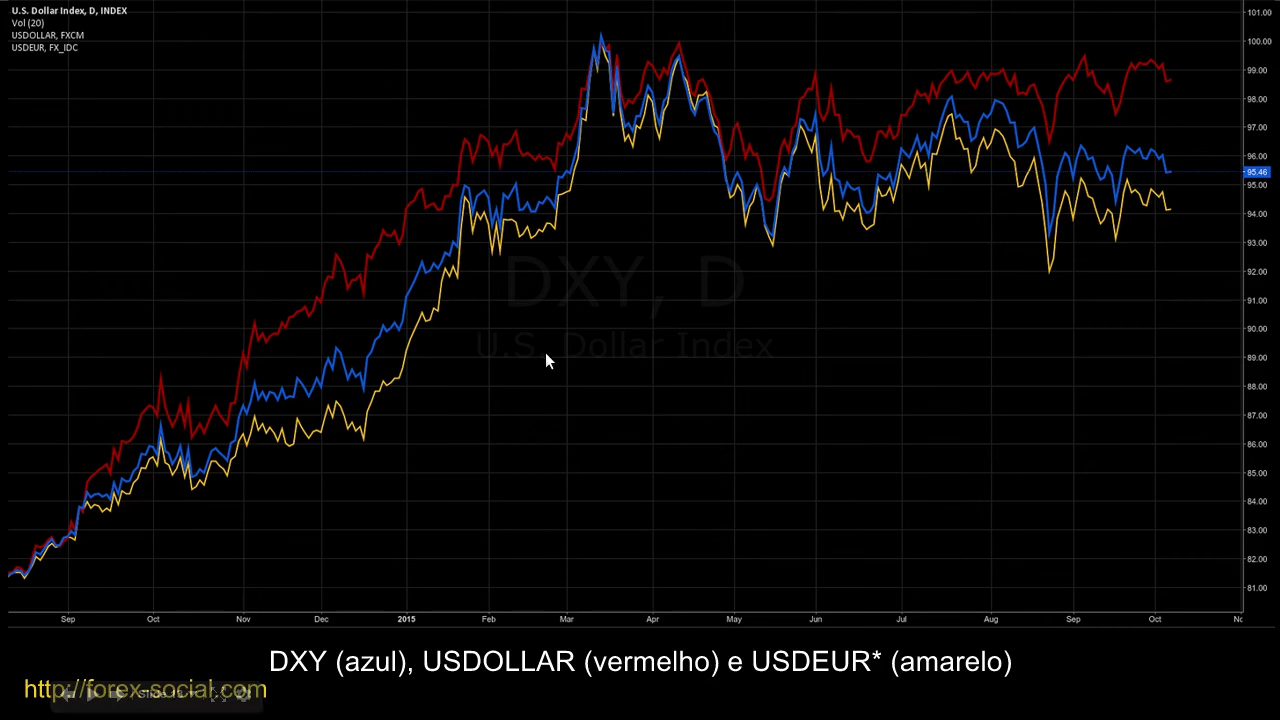 U.S. Dollar Index, D, INDEX
Vol (20)
USDOLLAR, FXCM
USDEUR, FX_IDC
DXY, D
U.S. Dollar Index
101.00
100.00
99.00
98.00
97.00
96.00
95.46
95.00
94.00
93.00
92.00
91.00
90.00
89.00
88.00
87.00
86.00
85.00
84.00
83.00
82.00
81.00
Sep Oct Nov Dec 2015 Feb Mar Apr May Jun Jul Aug Sep Oct
DXY (azul), USDOLLAR (vermelho) e USDEUR* (amarelo)
http://forex-social.com